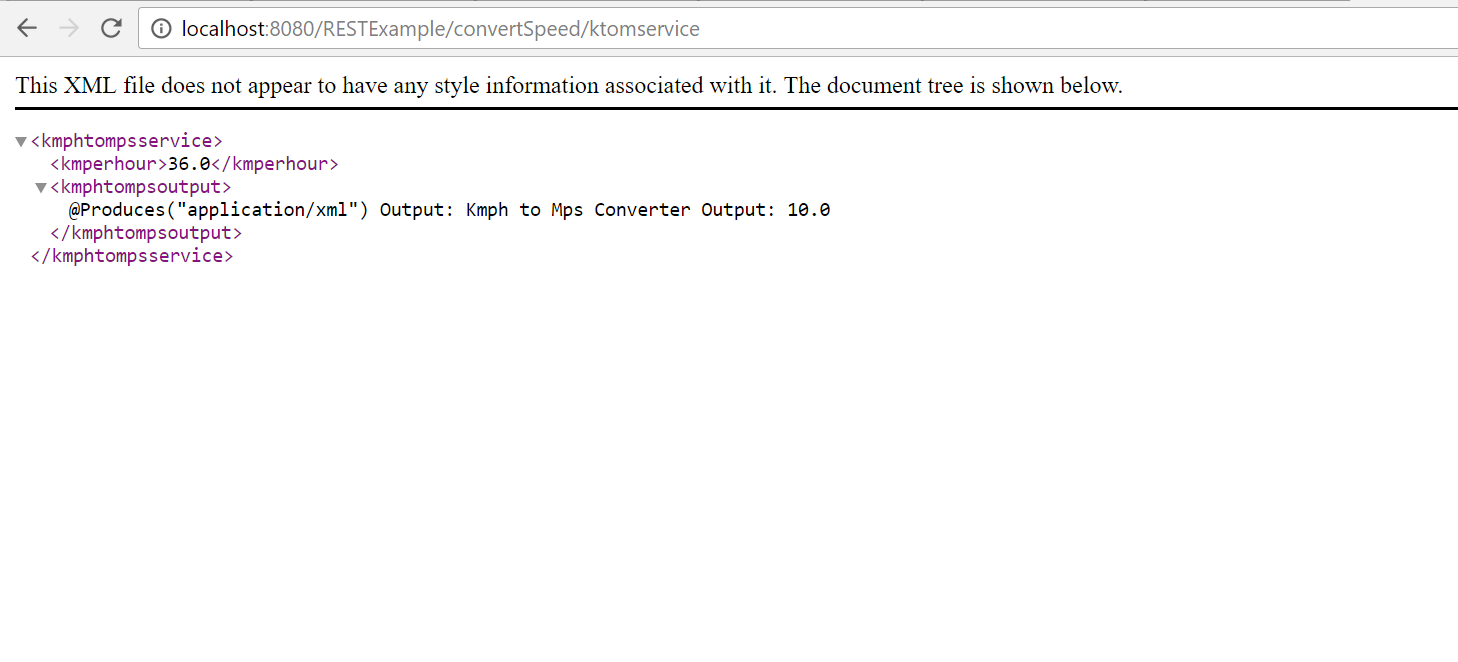 localhost:8080/RESTExample/convertSpeed/ktomservice
This XML file does not appear to have any style information associated with it. The document tree is shown below.
<kmphtompsservice>
<kmperhour>36.0</kmperhour>
<kmphtompsoutput>
@Produces("application/xml") Output: Kmph to Mps Converter Output: 10.0
</kmphtompsoutput>
</kmphtompsservice>